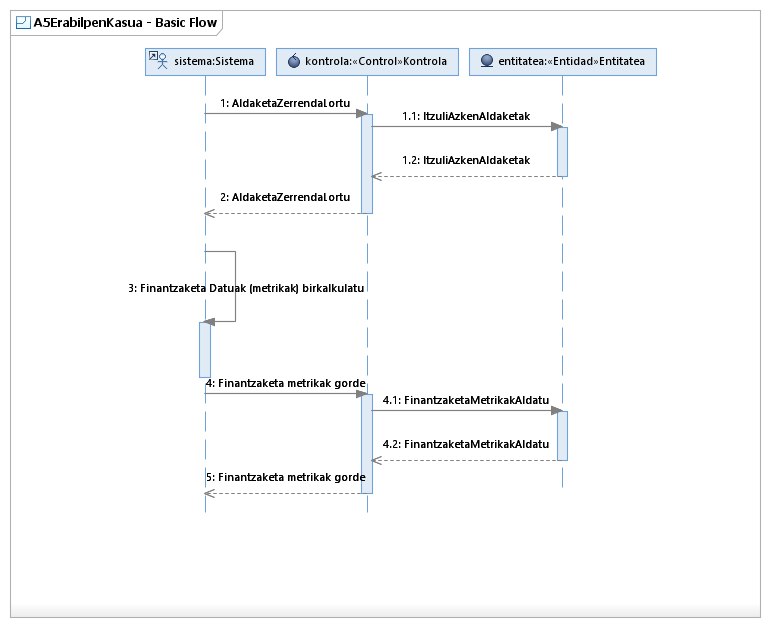 A5ErabilpenKasua - Basic Flow
sistema:Sistema
kontrola:«Control»Kontrola
entitatea:«Entidad»Entitatea
1: AldaketaZerrendaLortu
1.1: ItzuliAzkenAldaketak
1.2: ItzuliAzkenAldaketak
2: AldaketaZerrendaLortu
3: Finantzaketa Datuak (metrikak) birkalkulatu
4: Finantzaketa metrikak gorde
4.1: FinantzaketaMetrikakAldatu
4.2: FinantzaketaMetrikakAldatu
5: Finantzaketa metrikak gorde